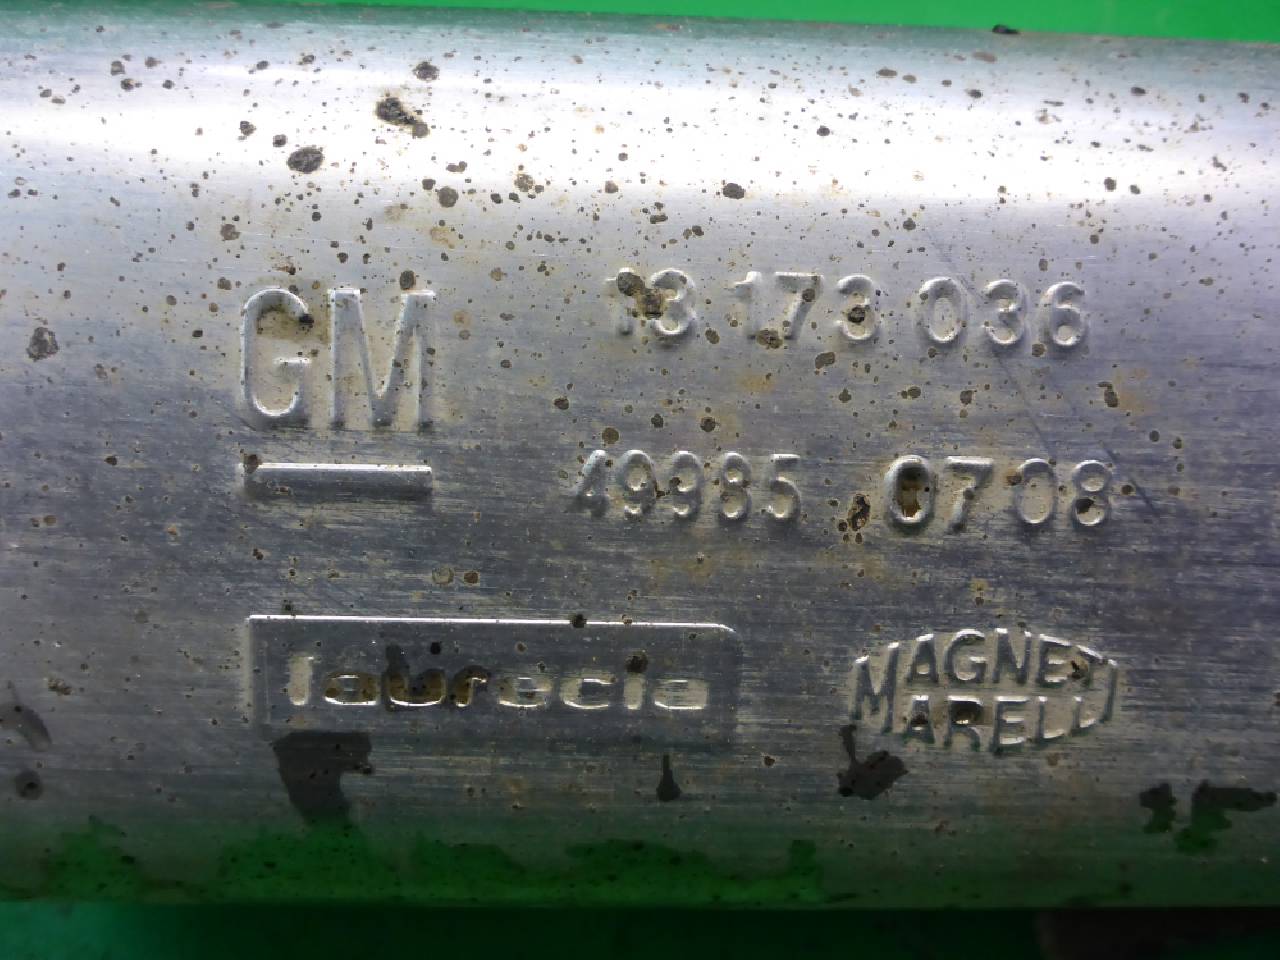 GM 13 173 036
49985 0708
faurecia
MAGNETI
MARELLI